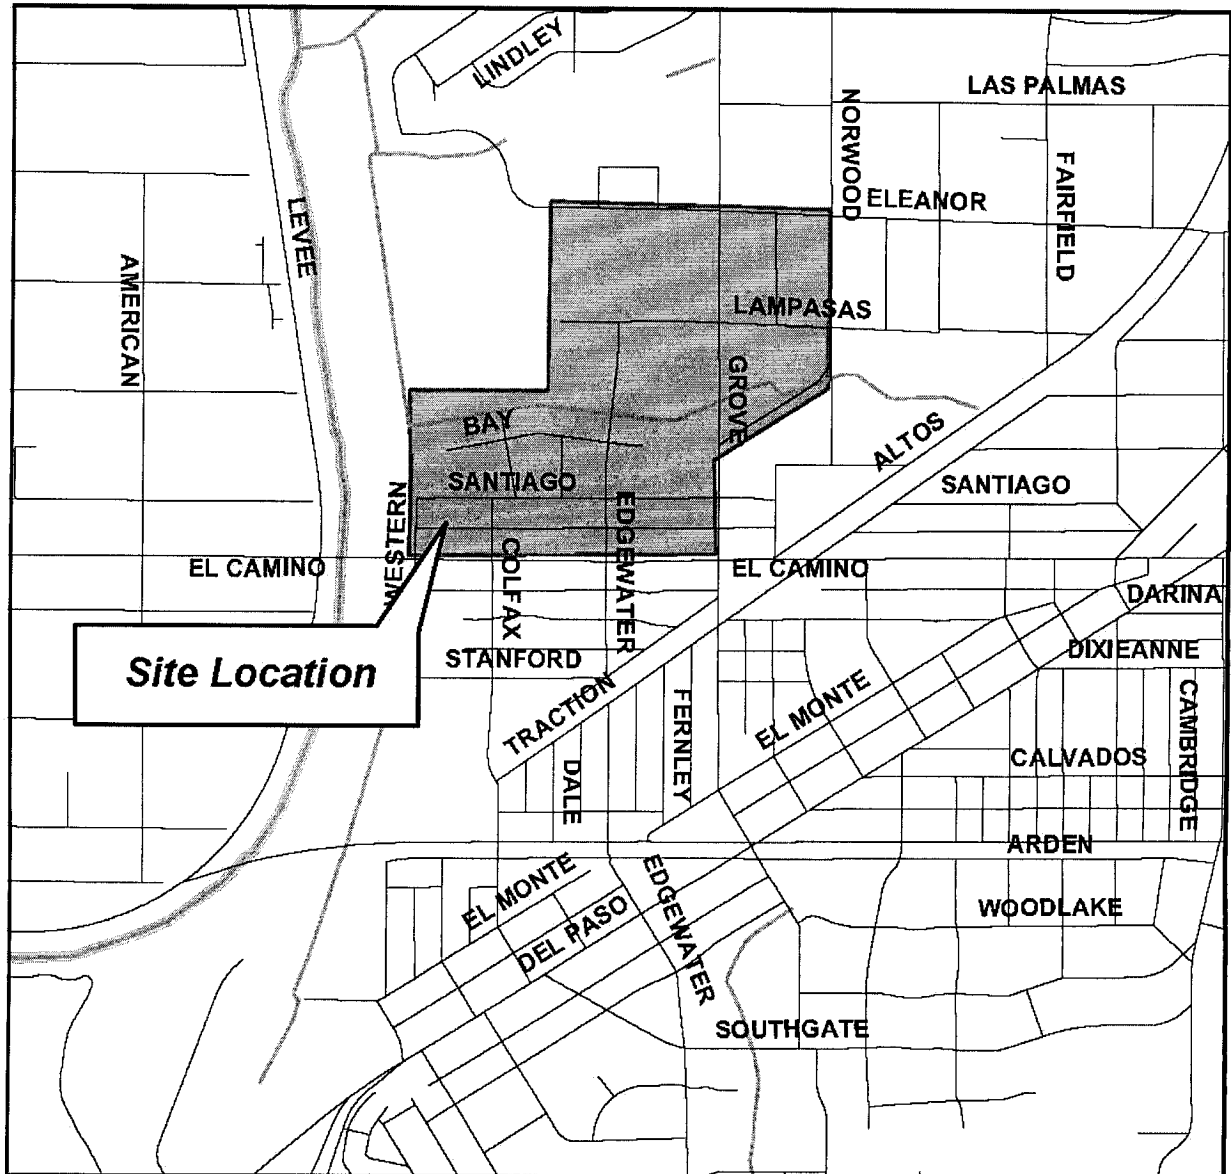 LINDLEY
LAS PALMAS
NORWOOD
FAIRFIELD
ELEANOR
LEVEE
AMERICAN
LAMPASAS
GROVE
BAY
ALTOS
SANTIAGO
SANTIAGO
WESTERN
EDGEWATER
COLFAX
EL CAMINO
EL CAMINO
DARINA
Site Location
STANFORD
DIXIEANNE
TRACTION
FERNLEY
EL MONTE
CAMBRIDGE
CALVADOS
DALE
ARDEN
EL MONTE
EDGEWATER
DEL PASO
WOODLAKE
SOUTHGATE